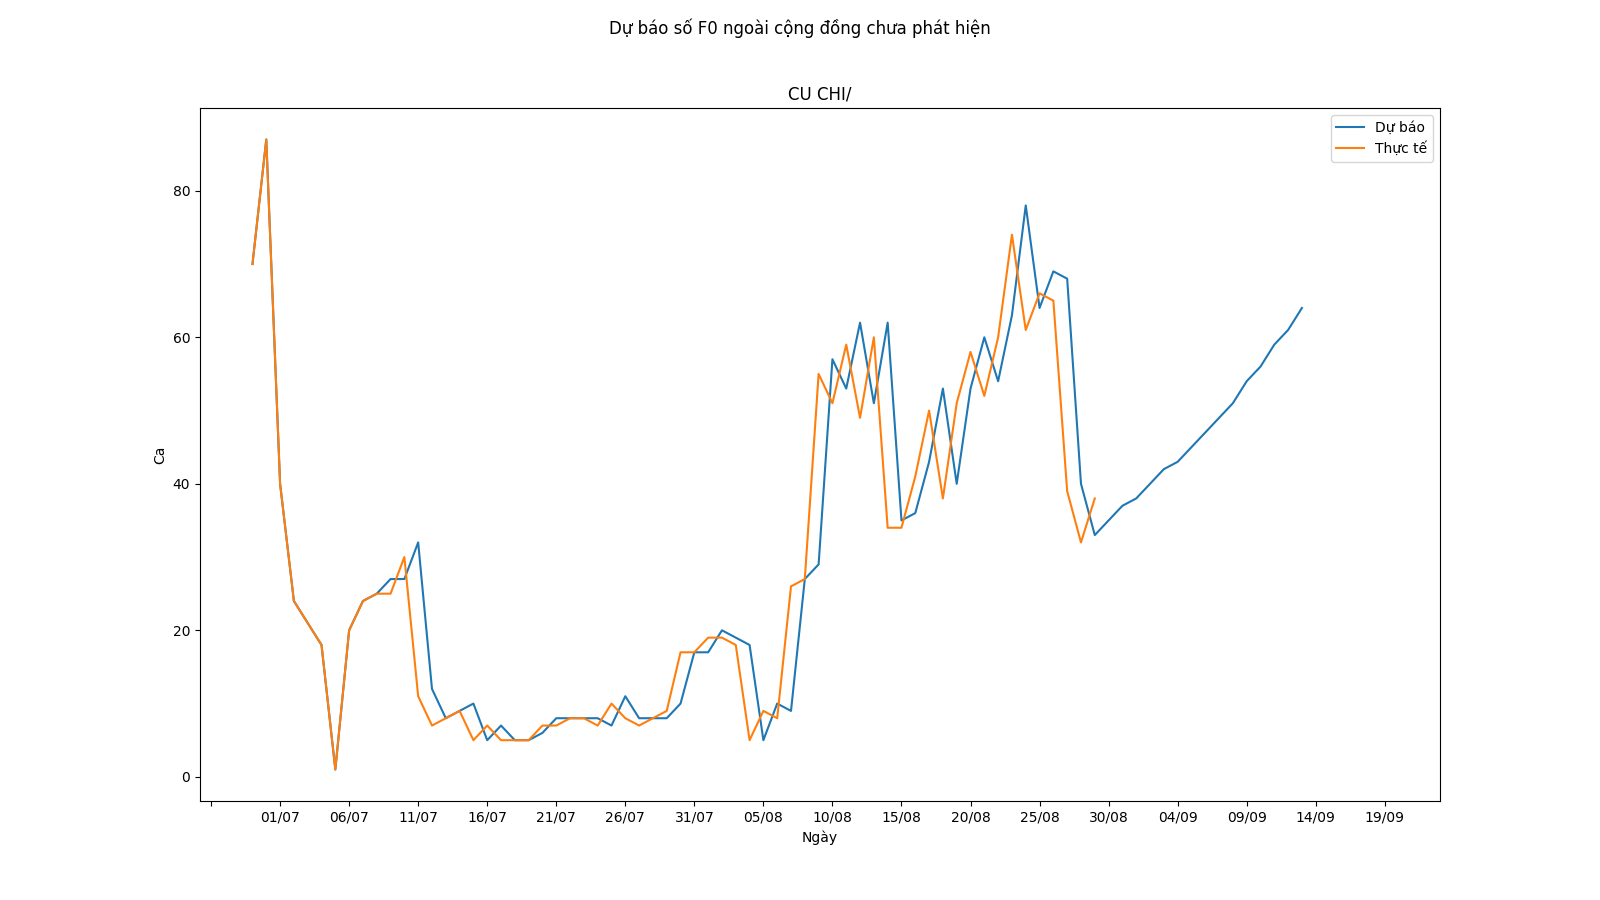 Dự báo số F0 ngoài cộng đồng chưa phát hiện
CU CHI/
Dự báo
Thực tế
80
60
40
20
0
Ca
01/07 06/07 11/07 16/07 21/07 26/07 31/07 05/08 10/08 15/08 20/08 25/08 30/08 04/09 09/09 14/09 19/09
Ngày